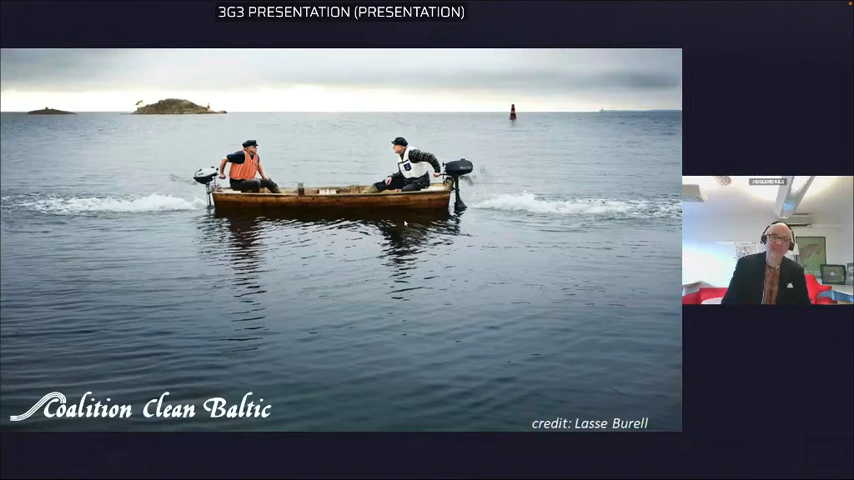 3G3 PRESENTATION (PRESENTATION)
Coalition Clean Baltic
credit: Lasse Burell